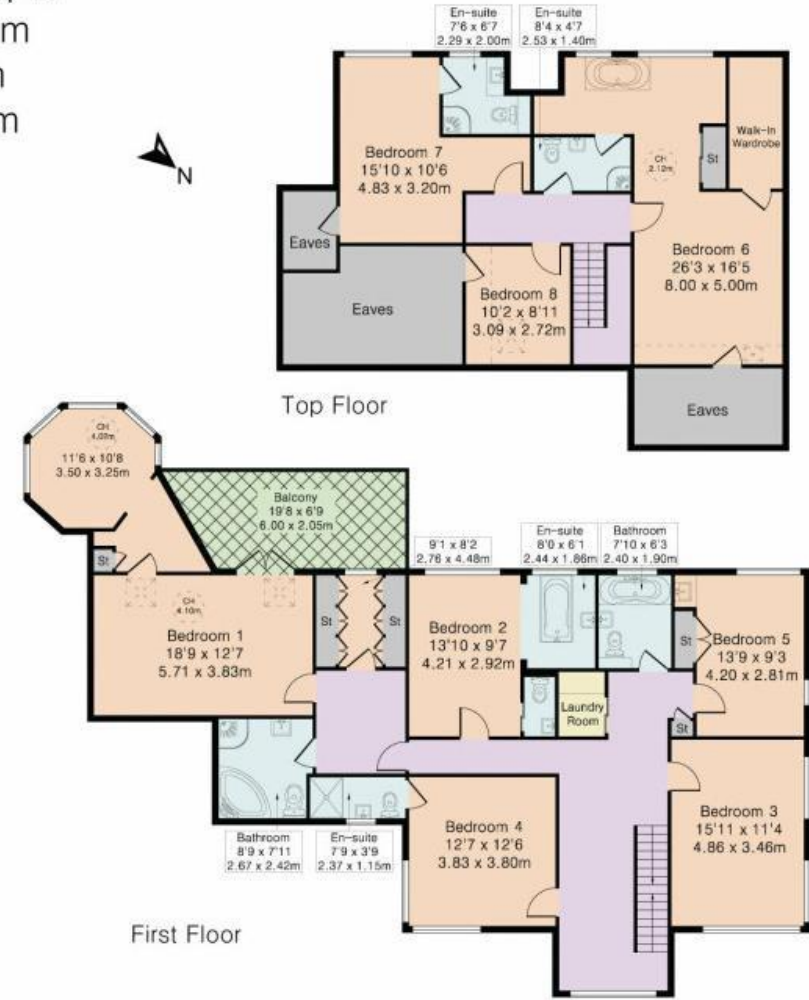 m
m
N
En-suite
7'6 x 6'7
2.29 x 2.00m
En-suite
8'4 x 4'7
2.53 x 1.40m
Bedroom 7
15'10 x 10'6
4.83 x 3.20m
CH
2.12m
St
Walk-In
Wardrobe
Eaves
Eaves
Bedroom 8
10'2 x 8'11
3.09 x 2.72m
Bedroom 6
26'3 x 16'5
8.00 x 5.00m
Eaves
Top Floor
CH
4.07m
11'6 x 10'8
3.50 x 3.25m
Balcony
19'8 x 6'9
6.00 x 2.05m
St
CH
4.10m
Bedroom 1
18'9 x 12'7
5.71 x 3.83m
St
St
9'1 x 8'2
2.76 x 4.48m
En-suite
8'0 x 6'1
2.44 x 1.86m
Bathroom
7'10 x 6'3
2.40 x 1.90m
Bedroom 2
13'10 x 9'7
4.21 x 2.92m
St
Bedroom 5
13'9 x 9'3
4.20 x 2.81m
Laundry
Room
St
Bathroom
8'9 x 7'11
2.67 x 2.42m
En-suite
7'9 x 3'9
2.37 x 1.15m
Bedroom 4
12'7 x 12'6
3.83 x 3.80m
Bedroom 3
15'11 x 11'4
4.86 x 3.46m
First Floor